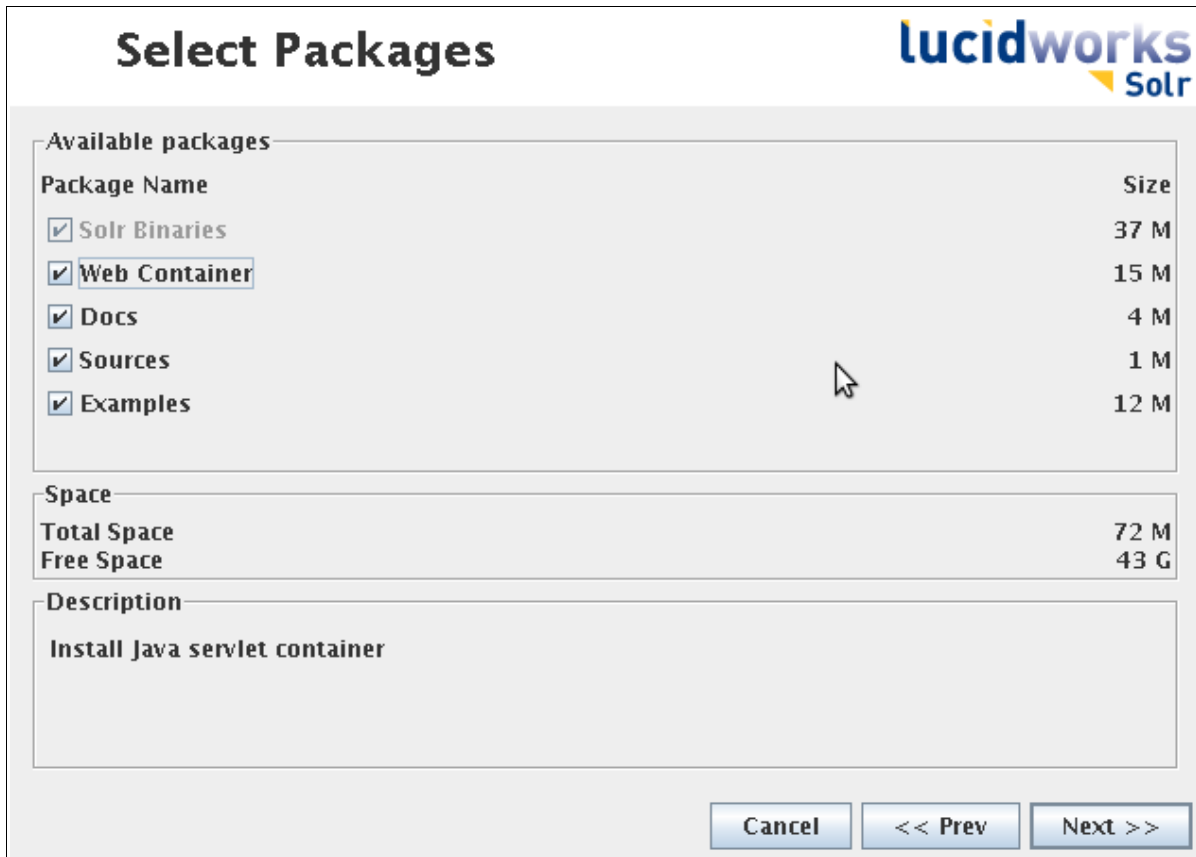 Select Packages
lucidworks
Solr
Available packages
Package Name Size
Solr Binaries 37 M
Web Container 15 M
Docs 4 M
Sources 1 M
Examples 12 M
Space
Total Space 72 M
Free Space 43 G
Description
Install Java servlet container
Cancel << Prev Next >>